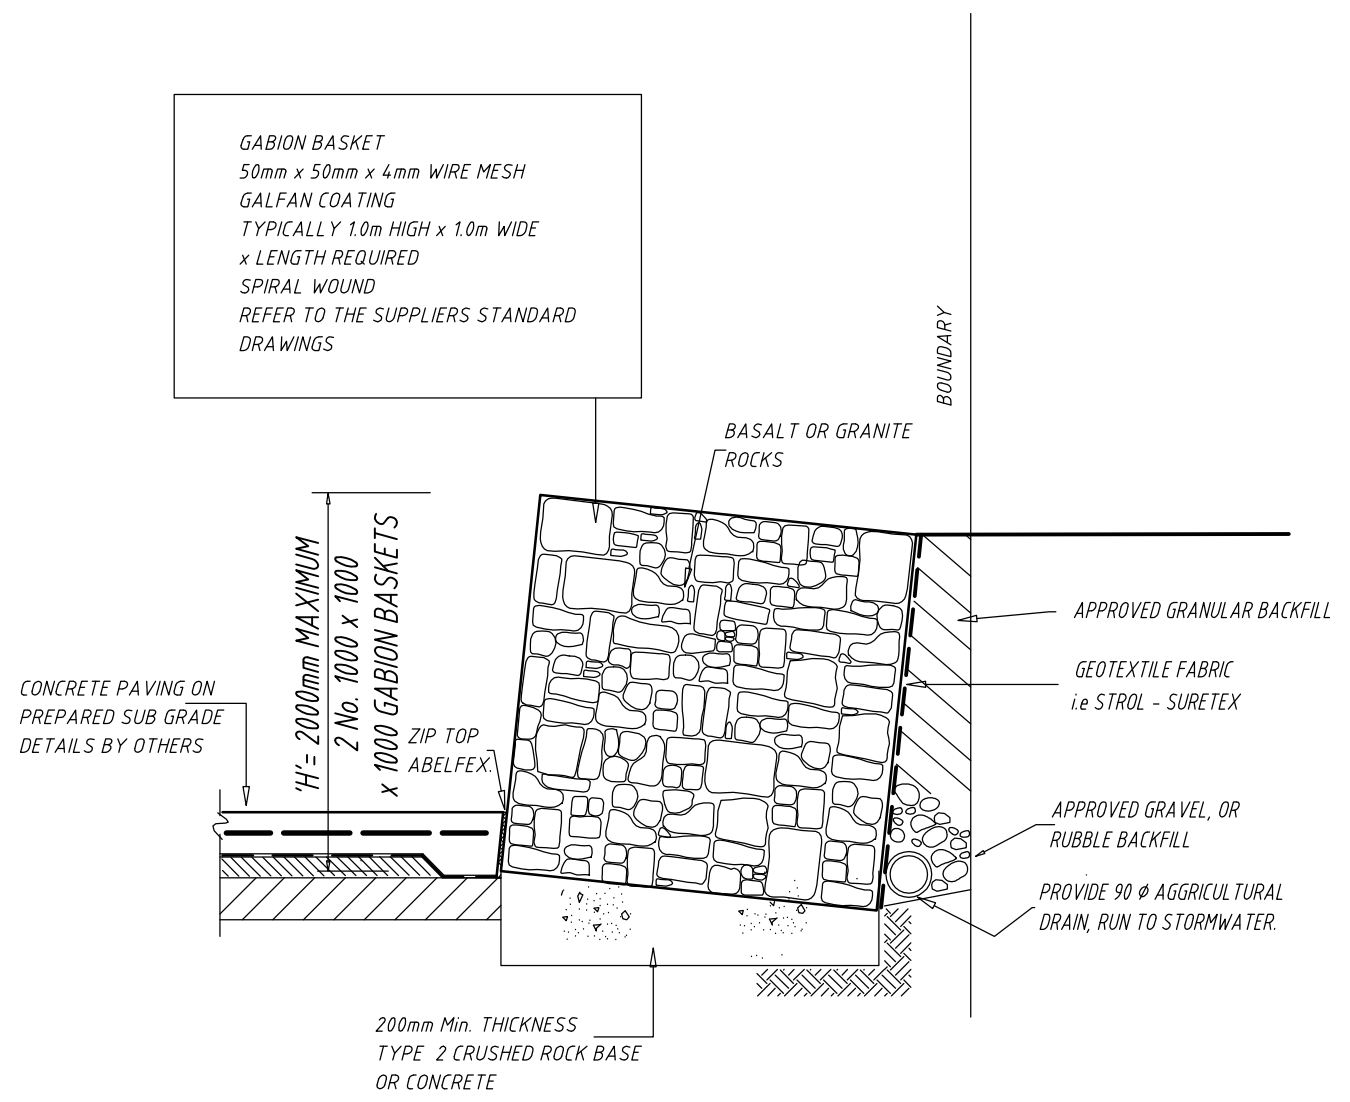 GABION BASKET
50mm x 50mm x 4mm WIRE MESH
GALFAN COATING
TYPICALLY 1.0m HIGH x 1.0m WIDE
x LENGTH REQUIRED
SPIRAL WOUND
REFER TO THE SUPPLIERS STANDARD
DRAWINGS
BOUNDARY
BASALT OR GRANITE
ROCKS
'H'= 2000mm MAXIMUM
2 No. 1000 x 1000
x 1000 GABION BASKETS
APPROVED GRANULAR BACKFILL
GEOTEXTILE FABRIC
i.e STROL - SURETEX
CONCRETE PAVING ON
PREPARED SUB GRADE
DETAILS BY OTHERS
ZIP TOP
ABELFEX.
APPROVED GRAVEL, OR
RUBBLE BACKFILL
PROVIDE 90 Ø AGGRICULTURAL
DRAIN, RUN TO STORMWATER.
200mm Min. THICKNESS
TYPE 2 CRUSHED ROCK BASE
OR CONCRETE